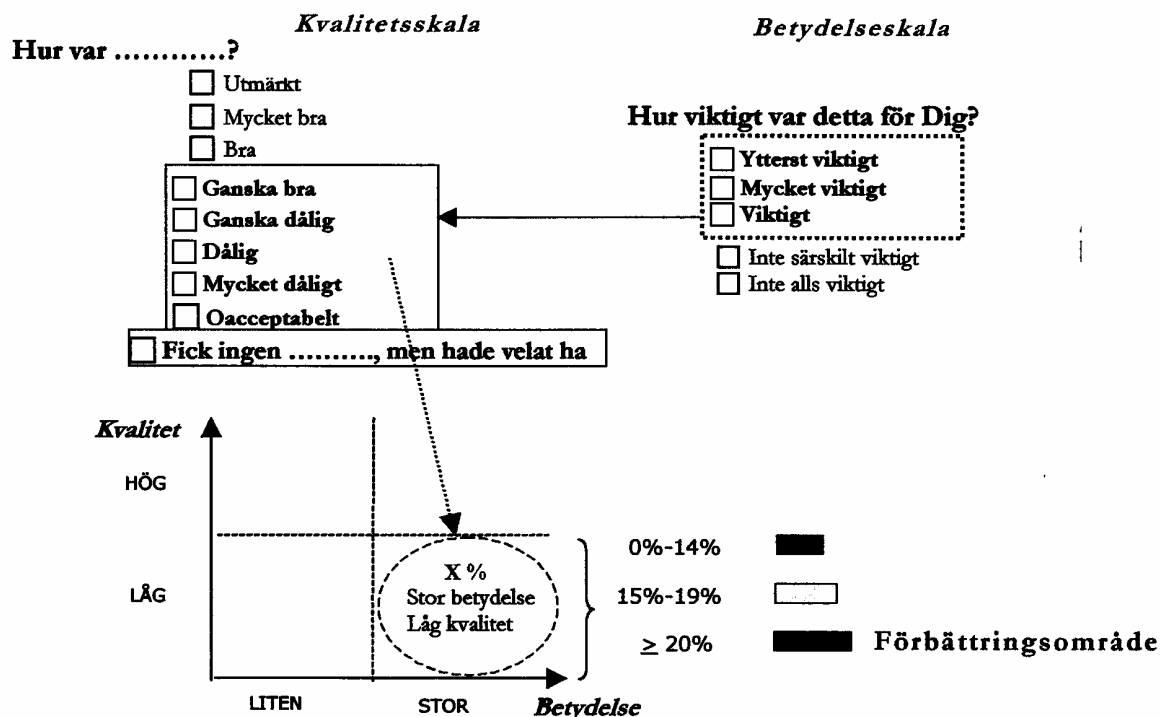 Kvalitetsskala
Betydelseskala
Hur var …………?
Utmärkt
Mycket bra
Bra
Ganska bra
Ganska dålig
Dålig
Mycket dåligt
Oacceptabelt
Fick ingen ………., men hade velat ha
Hur viktigt var detta för Dig?
Ytterst viktigt
Mycket viktigt
Viktigt
Inte särskilt viktigt
Inte alls viktigt
Kvalitet
HÖG
LÅG
X %
Stor betydelse
Låg kvalitet
0%-14%
15%-19%
≥ 20%
Förbättringsområde
LITEN
STOR
Betydelse